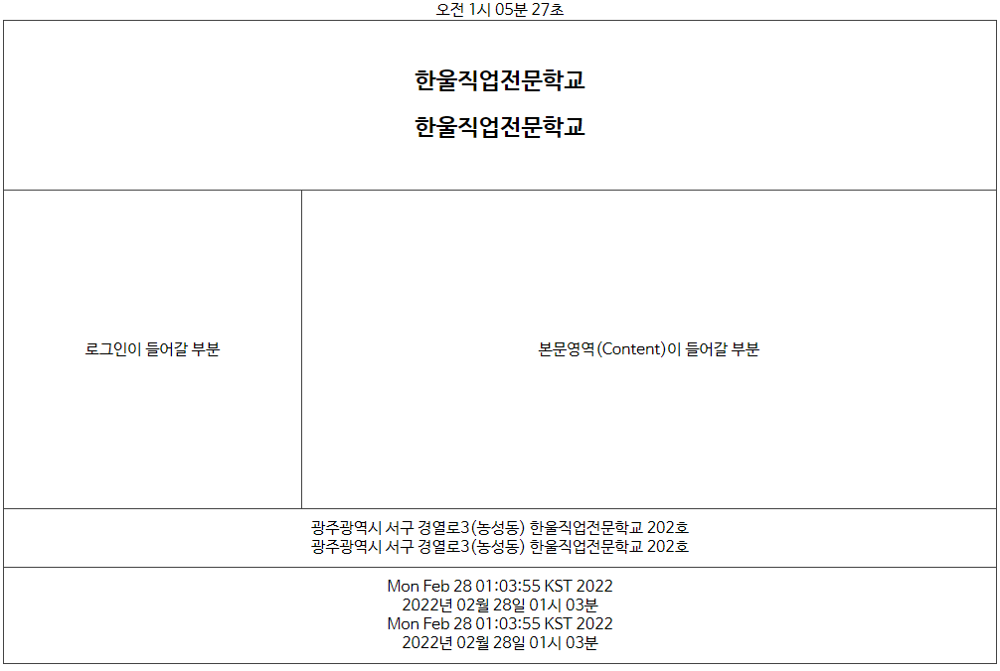 오전 1시 05분 27초
한울직업전문학교
한울직업전문학교
로그인이 들어갈 부분
본문영역(Content)이 들어갈 부분
광주광역시 서구 경열로3(농성동) 한울직업전문학교 202호
광주광역시 서구 경열로3(농성동) 한울직업전문학교 202호
Mon Feb 28 01:03:55 KST 2022
2022년 02월 28일 01시 03분
Mon Feb 28 01:03:55 KST 2022
2022년 02월 28일 01시 03분